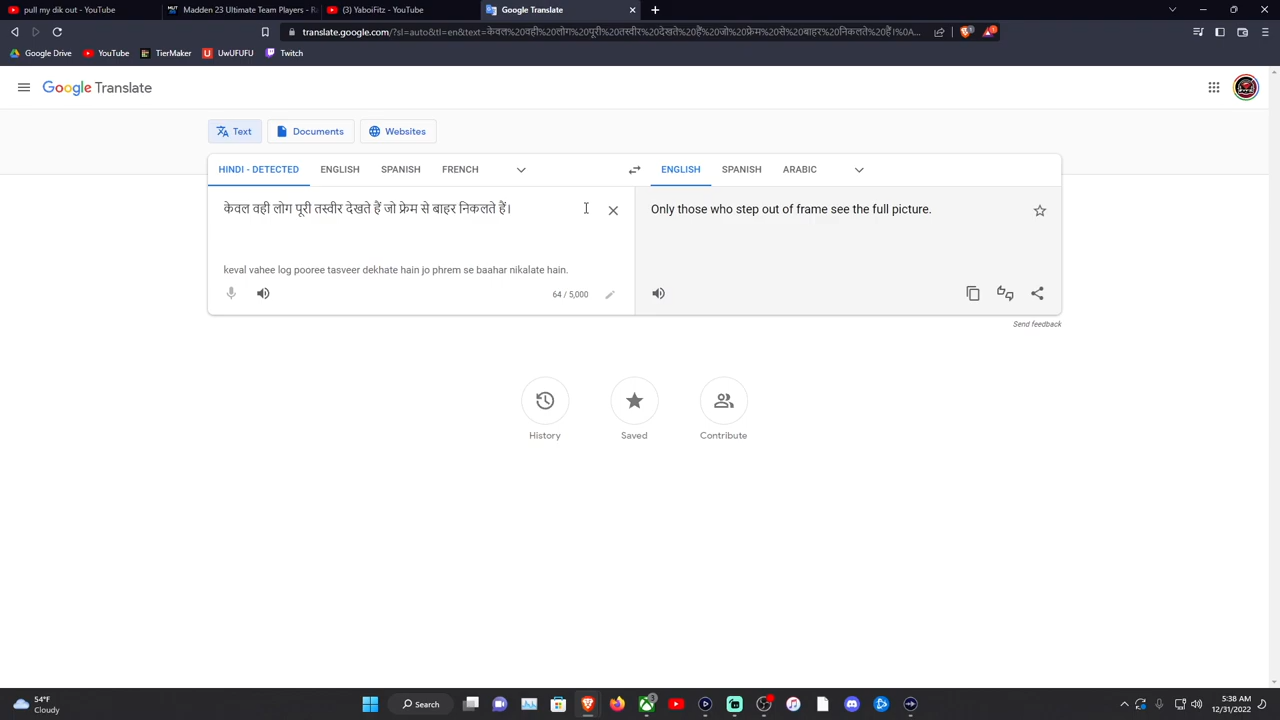 pull my dik out - YouTube
Madden 23 Ultimate Team Players - R
(3) YaboiFitz - YouTube
Google Translate
translate.google.com/?sl=auto&tl=en&text=केवल%20वही%20लोग%20पूरी%20तस्वीर%20देखते%20हैं%20जो%20फ़्रेम%20से%20बाहर%20निकलते%20हैं।%0A...
Google Drive
YouTube
TierMaker
UwUFUFU
Twitch
Google Translate
Text
Documents
Websites
HINDI - DETECTED
ENGLISH
SPANISH
FRENCH
ENGLISH
SPANISH
ARABIC
केवल वही लोग पूरी तस्वीर देखते हैं जो फ़्रेम से बाहर निकलते हैं।
Only those who step out of frame see the full picture.
keval vahee log pooree tasveer dekhate hain jo phrem se baahar nikalate hain.
64 / 5,000
Send feedback
History
Saved
Contribute
54°F
Cloudy
Search
3
5:38 AM
12/31/2022